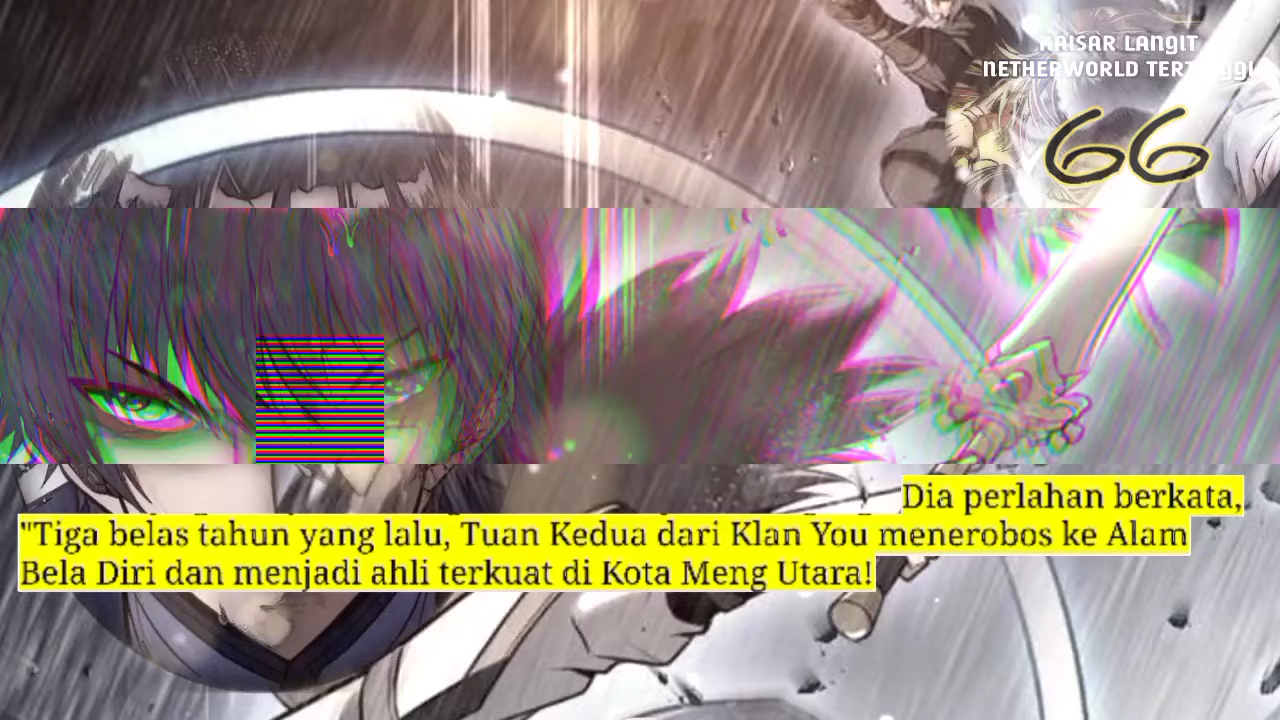 KAISAR LANGIT
NETHERWORLD TERTINGGI
66
Dia perlahan berkata,
"Tiga belas tahun yang lalu, Tuan Kedua dari Klan You menerobos ke Alam
Bela Diri dan menjadi ahli terkuat di Kota Meng Utara!